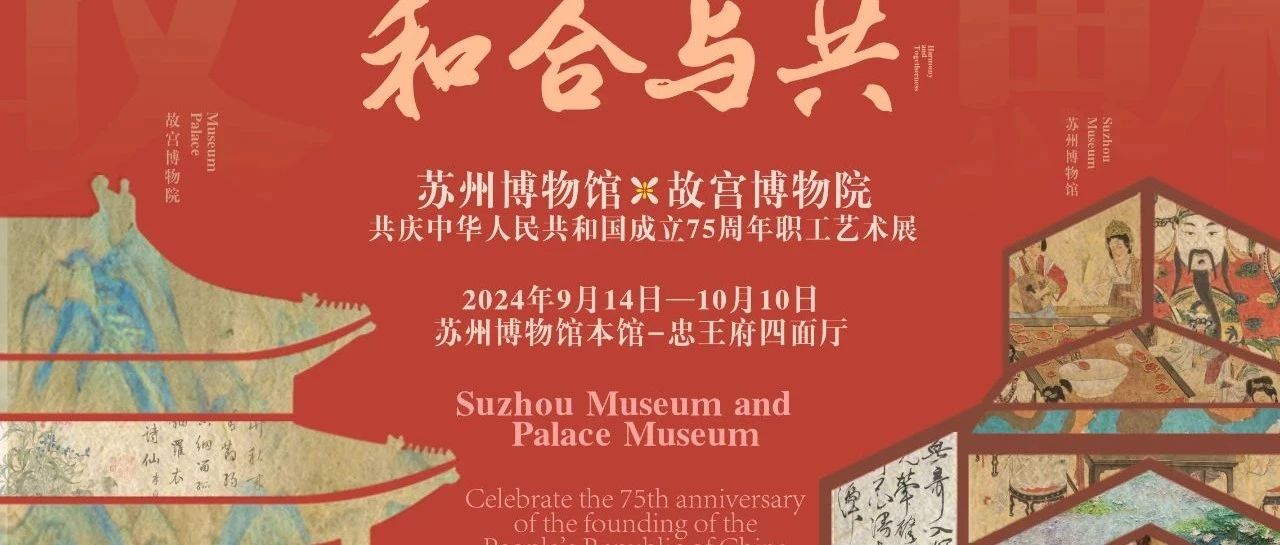 和合与共
Harmony
and
Togetherness
Palace
Museum
故宫博物院
Suzhou
Museum
苏州博物馆
苏州博物馆 故宫博物院
共庆中华人民共和国成立75周年职工艺术展
2024年9月14日—10月10日
苏州博物馆本馆–忠王府四面厅
Suzhou Museum and
Palace Museum
Celebrate the 75th anniversary
of the founding of the
People's Republic of China